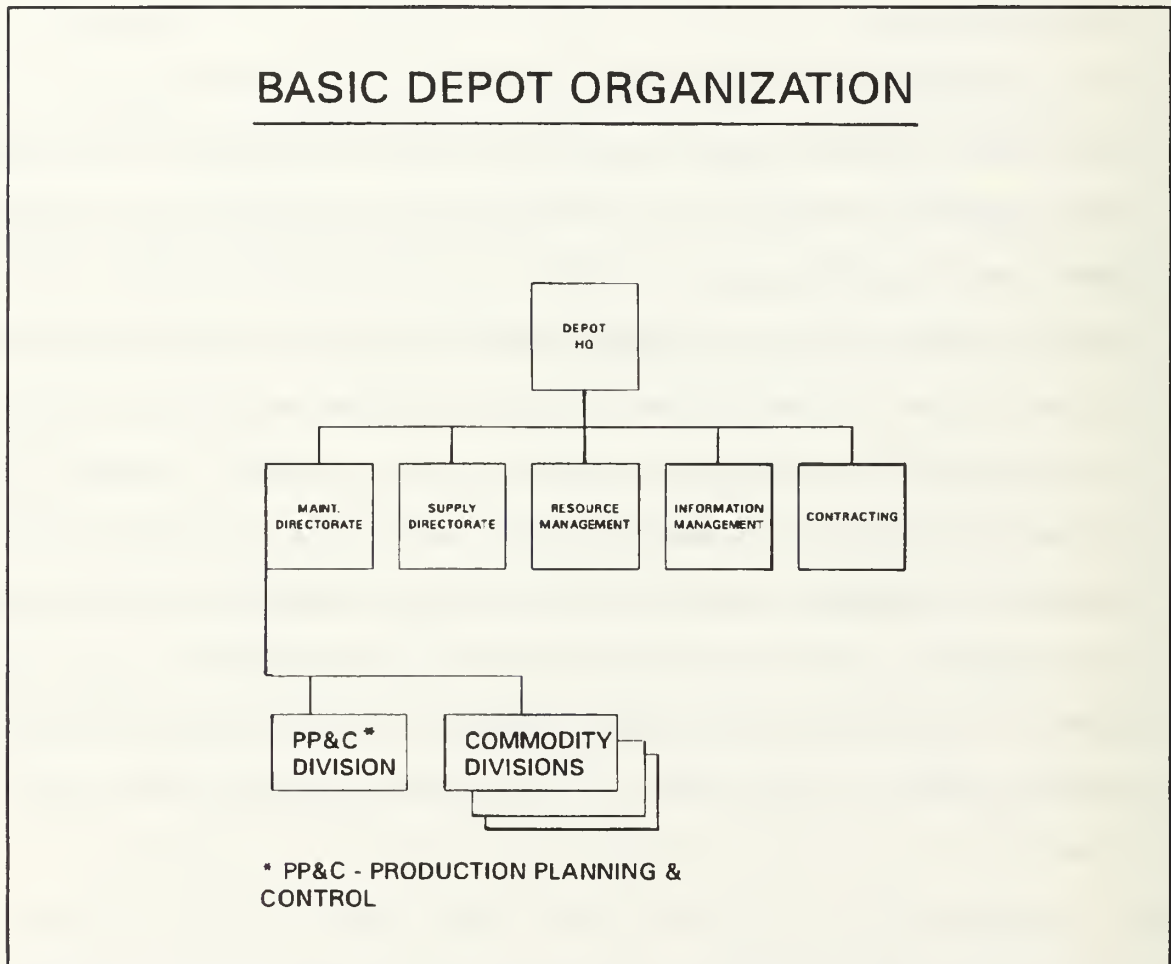 BASIC DEPOT ORGANIZATION
DEPOT
HQ
MAINT.
DIRECTORATE
SUPPLY
DIRECTORATE
RESOURCE
MANAGEMENT
INFORMATION
MANAGEMENT
CONTRACTING
PP&C *
DIVISION
COMMODITY
DIVISIONS
* PP&C - PRODUCTION PLANNING &
CONTROL